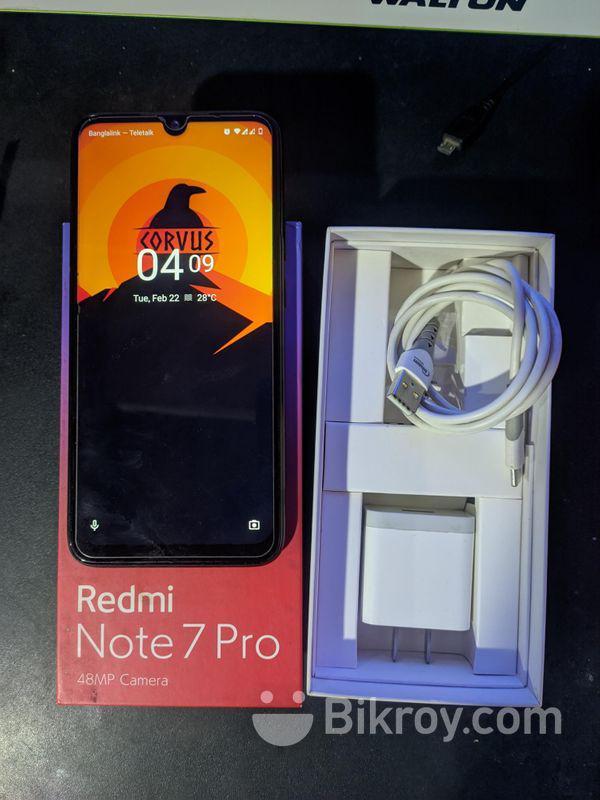 WALTON
Banglalink — Teletalk
CORVUS
04 09
Tue, Feb 22 28°C
Redmi
Note 7 Pro
48MP Camera
Bikroy.com